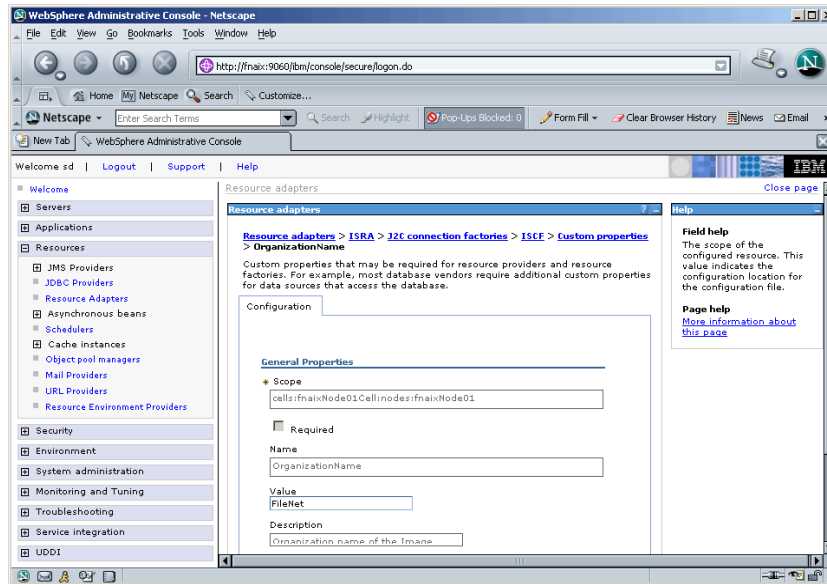 WebSphere Administrative Console - Netscape
File Edit View Go Bookmarks Tools Window Help
http://fnaix:9060/ibm/console/secure/logon.do
Home My Netscape Search Customize...
Netscape Enter Search Terms Search Highlight Pop-Ups Blocked: 0 Form Fill Clear Browser History News Email
New Tab WebSphere Administrative Console
Welcome sd | Logout | Support | Help IBM
Welcome
Servers
Applications
Resources
JMS Providers
JDBC Providers
Resource Adapters
Asynchronous beans
Schedulers
Cache instances
Object pool managers
Mail Providers
URL Providers
Resource Environment Providers
Security
Environment
System administration
Monitoring and Tuning
Troubleshooting
Service integration
UDDI
Resource adapters Close page
Resource adapters ? _
Resource adapters > ISRA > J2C connection factories > ISCF > Custom properties
> OrganizationName
Custom properties that may be required for resource providers and resource
factories. For example, most database vendors require additional custom properties
for data sources that access the database.
Configuration
General Properties
Scope
cells:fnaixNode01Cell:nodes:fnaixNode01
Required
Name
OrganizationName
Value
FileNet
Description
Organization name of the Image
Help
Field help
The scope of the
configured resource. This
value indicates the
configuration location for
the configuration file.
Page help
More information about
this page